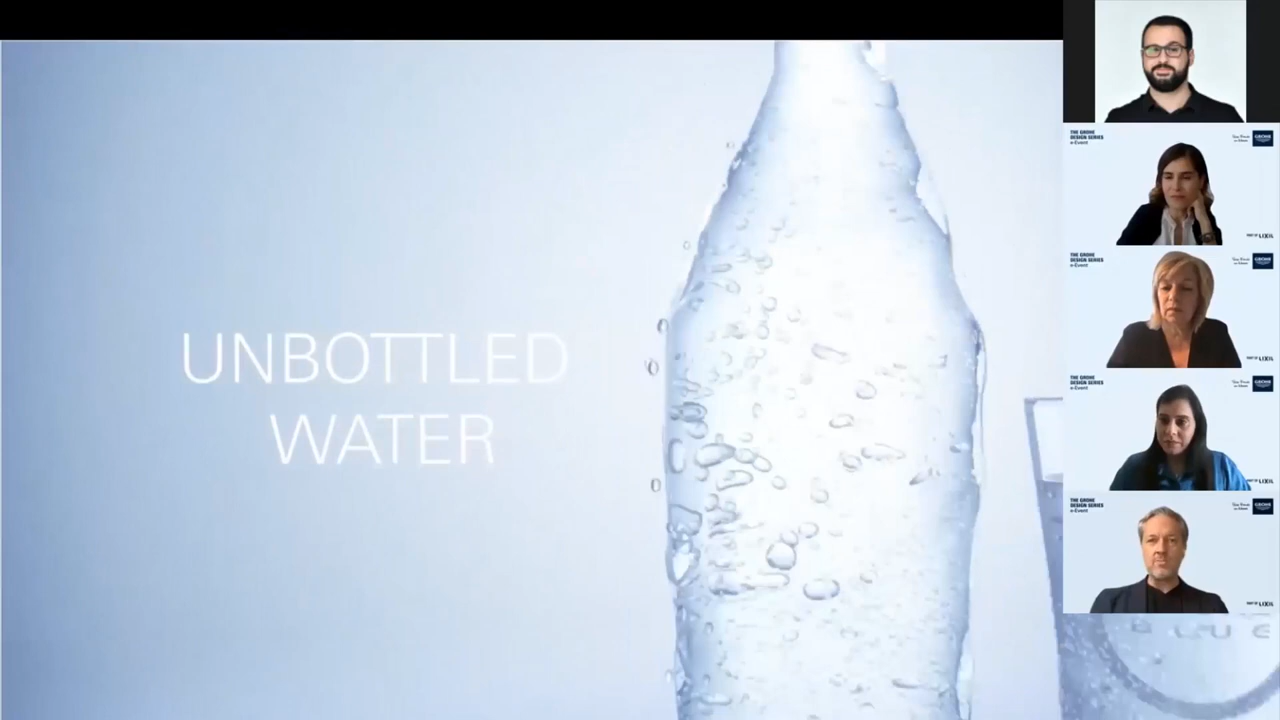 UNBOTTLED
WATER
THE GROHE
DESIGN SERIES
e-Event
GROHE
PART OF LIXIL
THE GROHE
DESIGN SERIES
e-Event
GROHE
PART OF LIXIL
THE GROHE
DESIGN SERIES
e-Event
GROHE
PART OF LIXIL
THE GROHE
DESIGN SERIES
e-Event
GROHE
PART OF LIXIL
BLUE